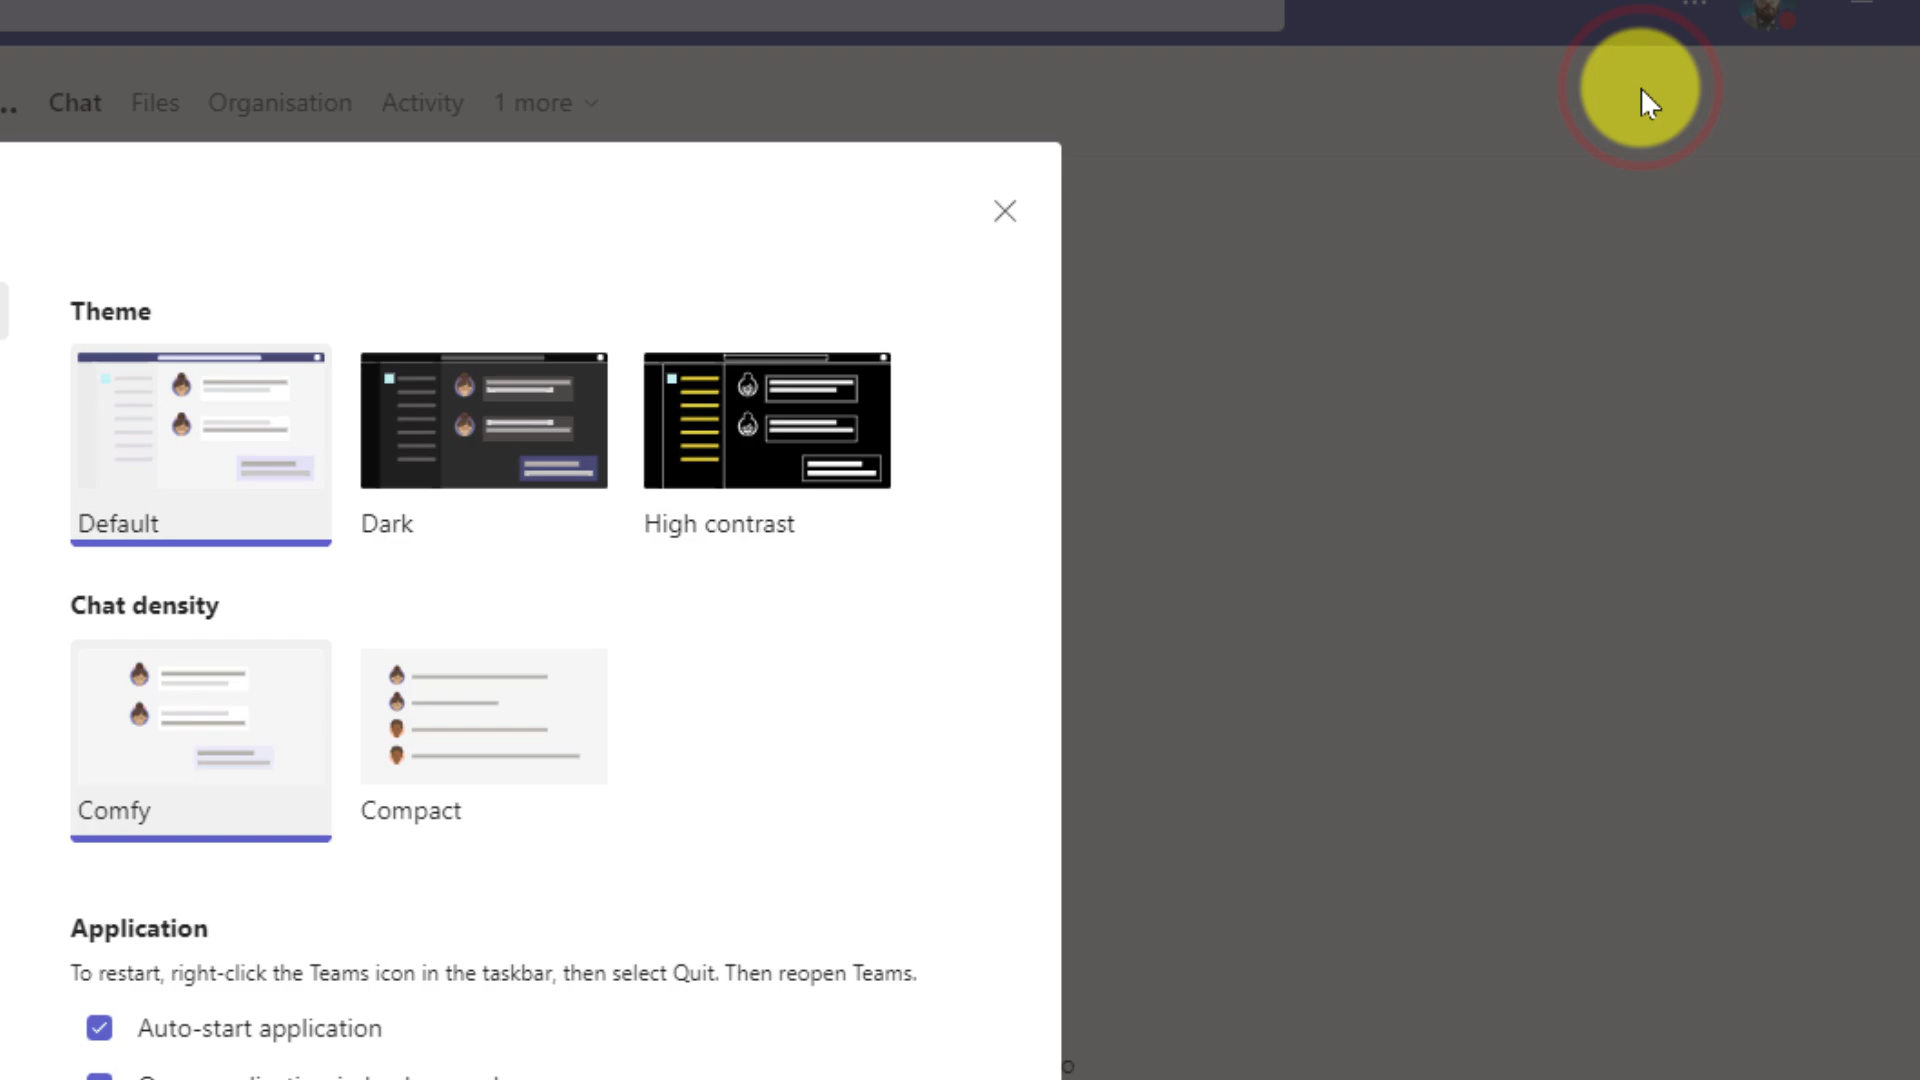 Chat Files Organisation Activity 1 more
Theme
Default Dark High contrast
Chat density
Comfy Compact
Application
To restart, right-click the Teams icon in the taskbar, then select Quit. Then reopen Teams.
Auto-start application